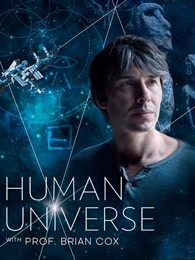 HUMAN
UNIVERSE
WITH PROF. BRIAN COX